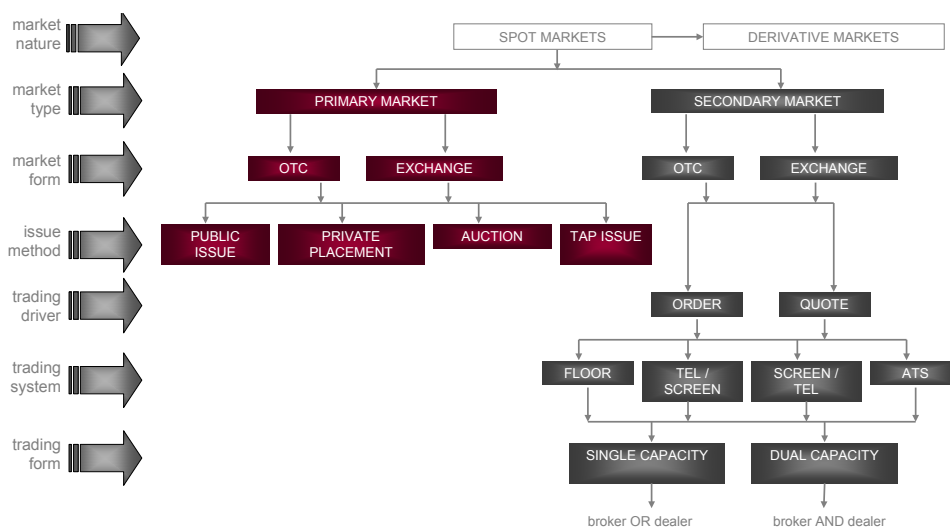 market
nature
SPOT MARKETS
DERIVATIVE MARKETS
market
type
PRIMARY MARKET
SECONDARY MARKET
market
form
OTC
EXCHANGE
OTC
EXCHANGE
issue
method
PUBLIC
ISSUE
PRIVATE
PLACEMENT
AUCTION
TAP ISSUE
trading
driver
ORDER
QUOTE
trading
system
FLOOR
TEL /
SCREEN
SCREEN /
TEL
ATS
trading
form
SINGLE CAPACITY
DUAL CAPACITY
broker OR dealer
broker AND dealer